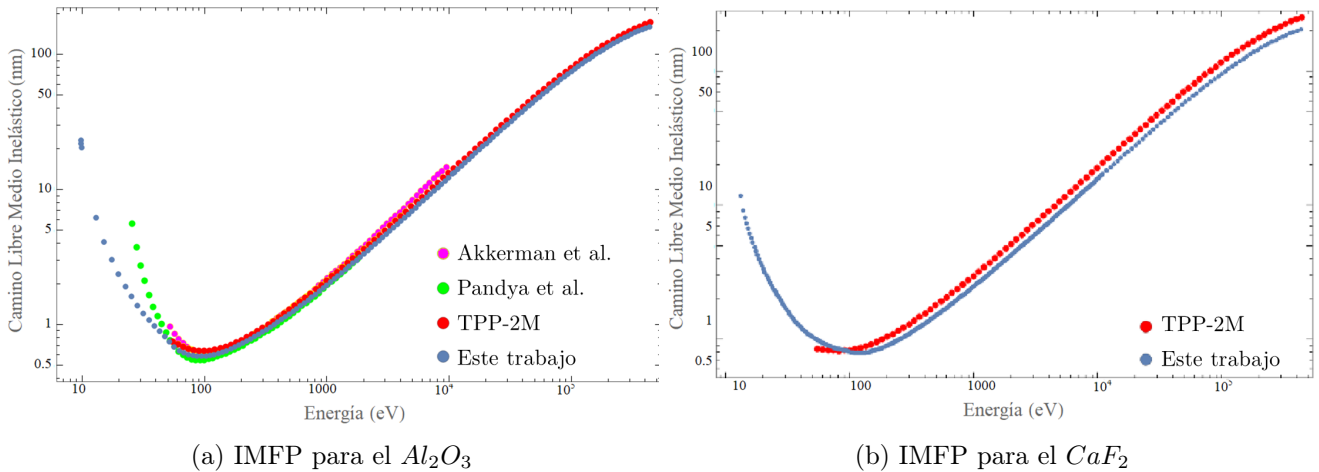 Camino Libre Medio Inelástico (nm)
100
50
10
5
1
0.5
10
100
1000
10⁴
10⁵
Energía (eV)
Akkerman et al.
Pandya et al.
TPP-2M
Este trabajo
(a) IMFP para el Al₂O₃
Camino Libre Medio Inelástico (nm)
100
50
10
5
1
0.5
10
100
1000
10⁴
10⁵
Energía (eV)
TPP-2M
Este trabajo
(b) IMFP para el CaF₂